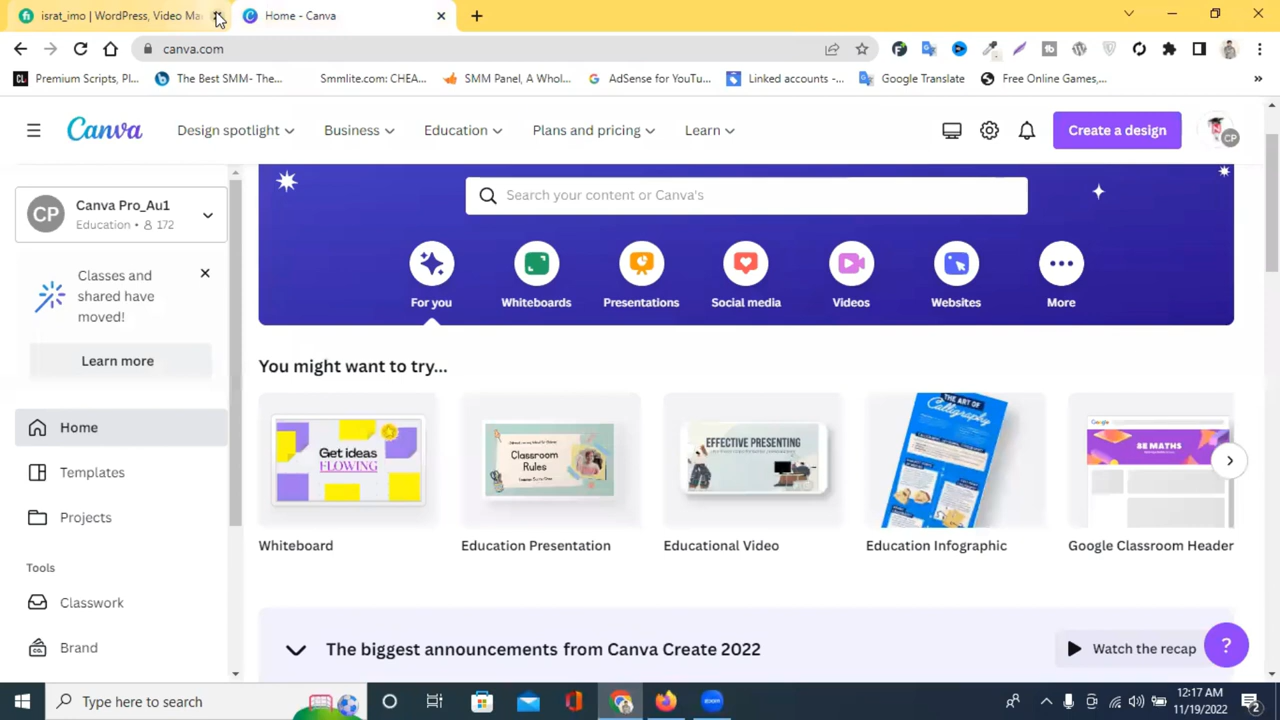 israt_imo | WordPress, Video Ma
Home - Canva
canva.com
Premium Scripts, Pl...
The Best SMM- The...
Smmlite.com: CHEA...
SMM Panel, A Whol...
AdSense for YouTu...
Linked accounts -...
Google Translate
Free Online Games,...
Canva
Design spotlight
Business
Education
Plans and pricing
Learn
Create a design
CP
CP
Canva Pro_Au1
Education • 172
Search your content or Canva's
For you
Whiteboards
Presentations
Social media
Videos
Websites
More
Classes and
shared have
moved!
Learn more
You might want to try...
Get ideas
FLOWING
Classroom
Rules
EFFECTIVE PRESENTING
THE ART OF
Calligraphy
Google
8E MATHS
Whiteboard
Education Presentation
Educational Video
Education Infographic
Google Classroom Header
Home
Templates
Projects
Tools
Classwork
Brand
The biggest announcements from Canva Create 2022
Watch the recap
?
Type here to search
zoom
12:17 AM
11/19/2022
2